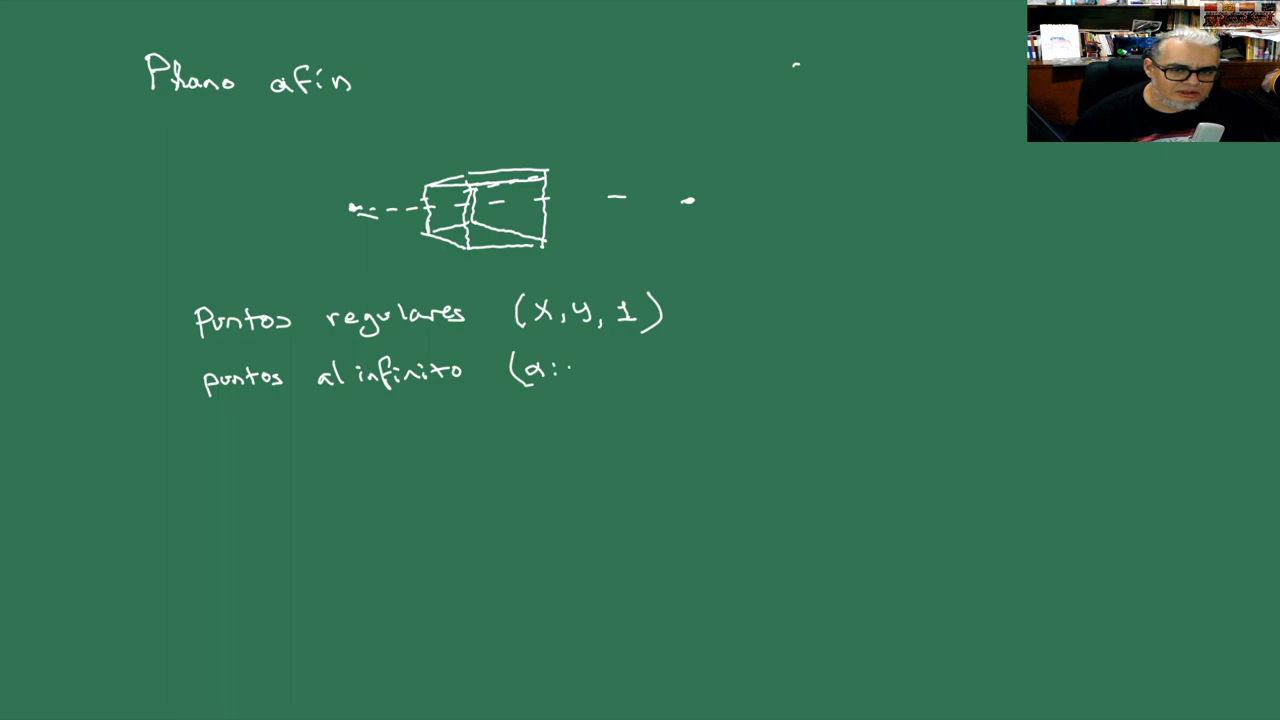 Plano afín
Puntos regulares (x, y, 1)
puntos al infinito (a: